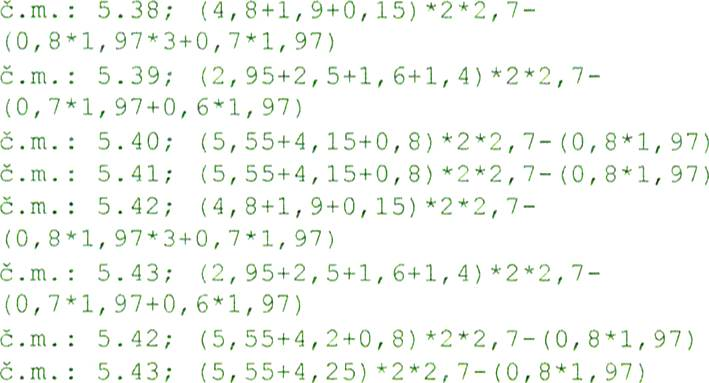 č.m.: 5.38; (4,8+1,9+0,15)*2*2,7-
(0,8*1,97*3+0,7*1,97)
č.m.: 5.39; (2,95+2,5+1,6+1,4)*2*2,7-
(0,7*1,97+0,6*1,97)
č.m.: 5.40; (5,55+4,15+0,8)*2*2,7-(0,8*1,97)
č.m.: 5.41; (5,55+4,15+0,8)*2*2,7-(0,8*1,97)
č.m.: 5.42; (4,8+1,9+0,15)*2*2,7-
(0,8*1,97*3+0,7*1,97)
č.m.: 5.43; (2,95+2,5+1,6+1,4)*2*2,7-
(0,7*1,97+0,6*1,97)
č.m.: 5.42; (5,55+4,2+0,8)*2*2,7-(0,8*1,97)
č.m.: 5.43; (5,55+4,25)*2*2,7-(0,8*1,97)